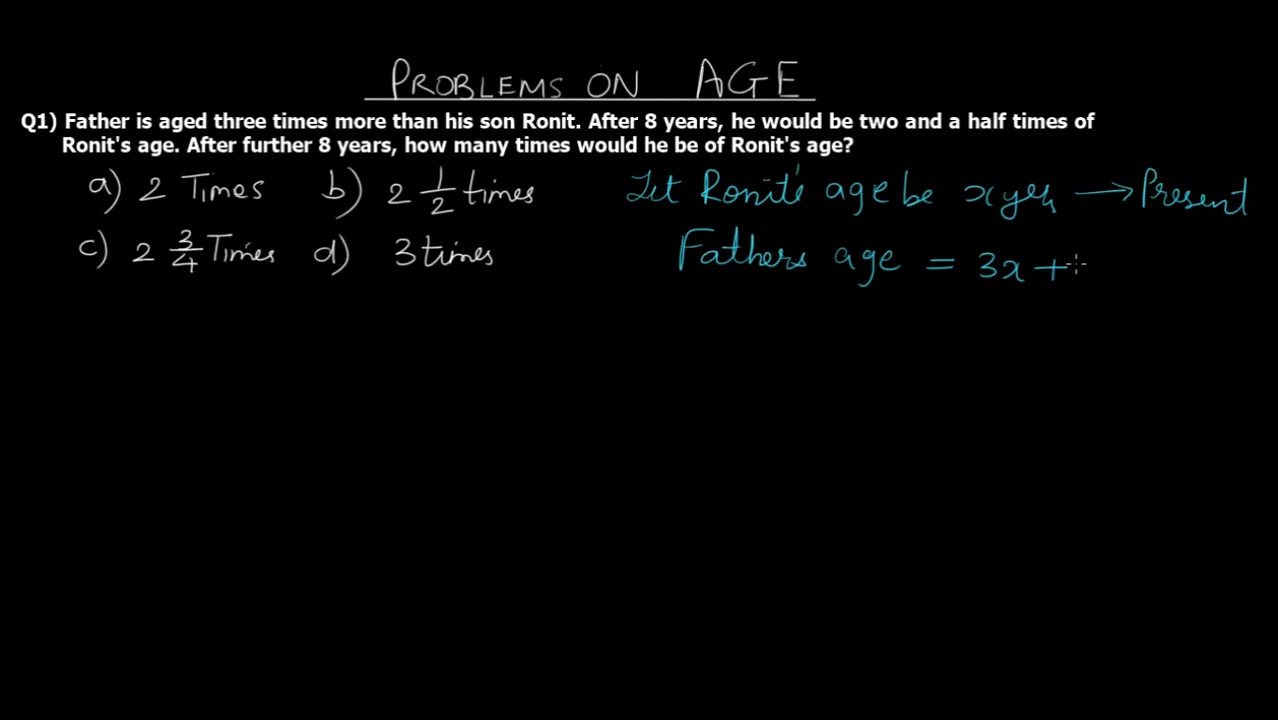 PROBLEMS ON AGE
Q1) Father is aged three times more than his son Ronit. After 8 years, he would be two and a half times of
Ronit's age. After further 8 years, how many times would he be of Ronit's age?
a) 2 Times b) 2 1/2 times
c) 2 3/4 Times d) 3 times
Let Ronit's age be x yrs → Present
Fathers age = 3x +